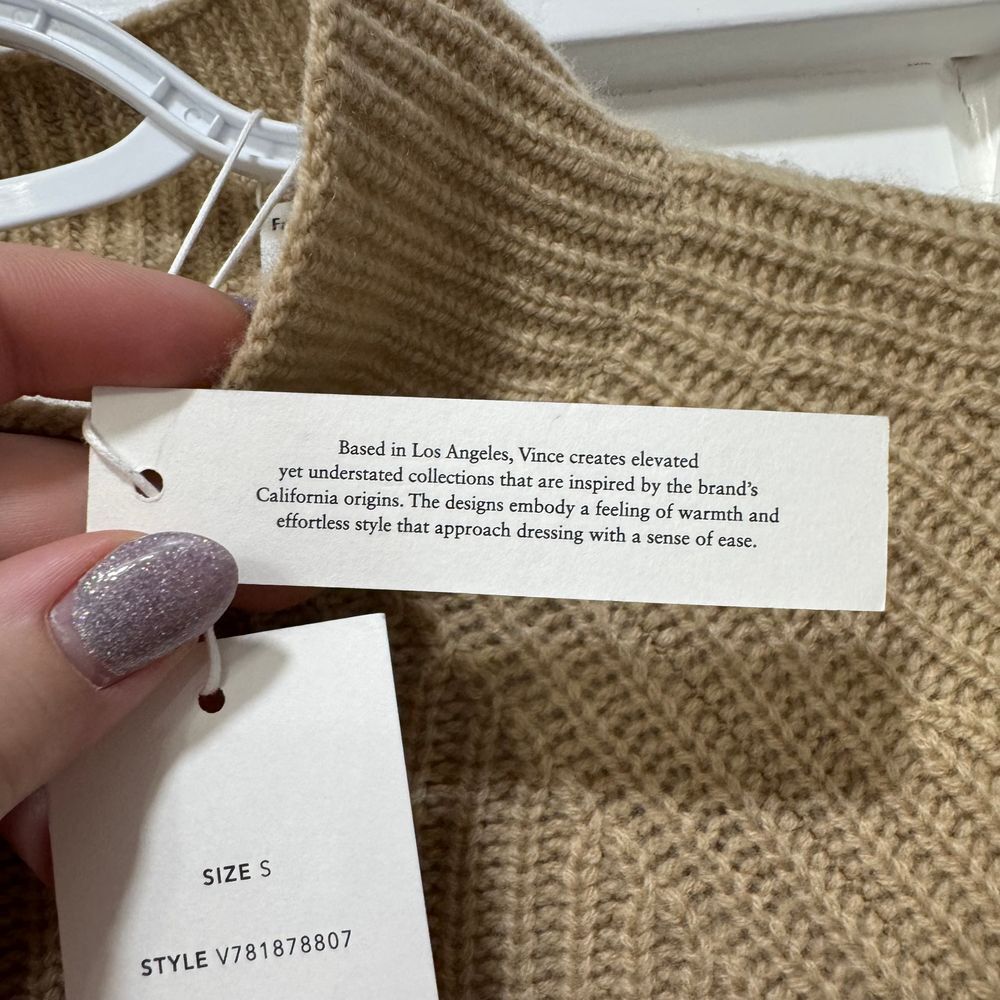 Based in Los Angeles, Vince creates elevated
yet understated collections that are inspired by the brand's
California origins. The designs embody a feeling of warmth and
effortless style that approach dressing with a sense of ease.
SIZE S
STYLE V781878807